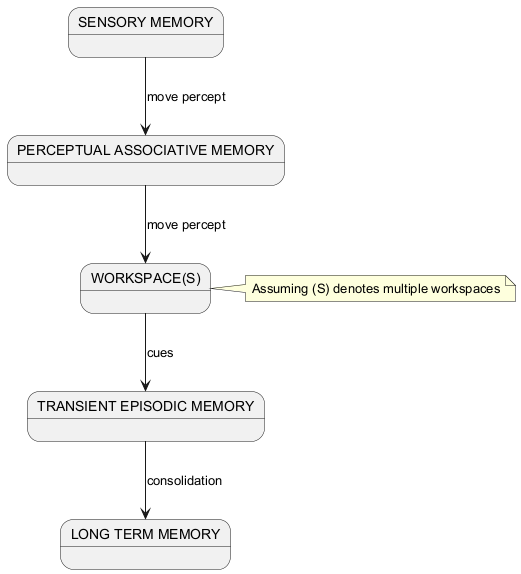 SENSORY MEMORY
move percept
PERCEPTUAL ASSOCIATIVE MEMORY
move percept
WORKSPACE(S)
Assuming (S) denotes multiple workspaces
cues
TRANSIENT EPISODIC MEMORY
consolidation
LONG TERM MEMORY